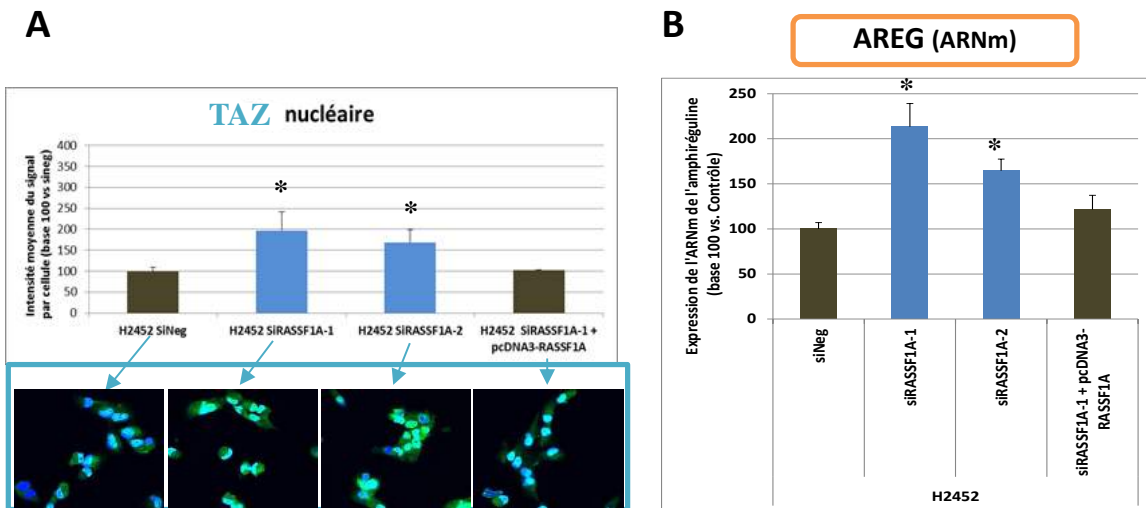 A
TAZ nucléaire
Intensité moyenne du signal
par cellule (base 100 vs sineg)
400
350
300
250
200
150
100
50
0
H2452 SiNeg
H2452 SiRASSF1A-1
H2452 SiRASSF1A-2
H2452 SiRASSF1A-1 +
pcDNA3-RASSF1A
*
*
B
AREG (ARNm)
Expression de l'ARNm de l'amphiréguline
(base 100 vs. Contrôle)
250
200
150
100
50
0
*
*
siNeg
siRASSF1A-1
siRASSF1A-2
siRASSF1A-1 + pcDNA3-
RASSF1A
H2452